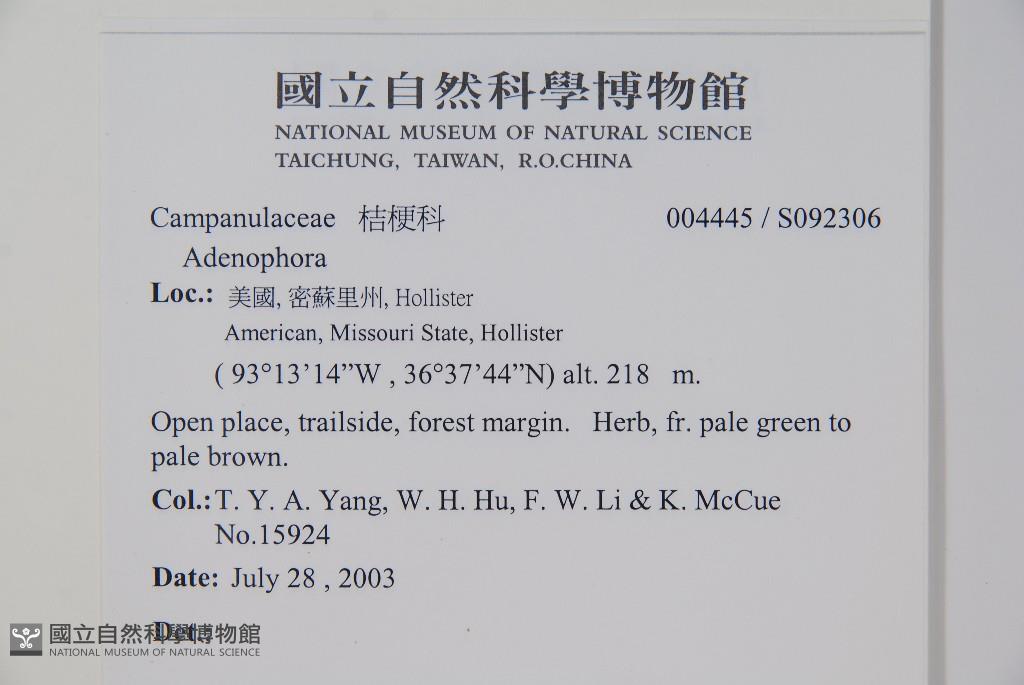 國立自然科學博物館
NATIONAL MUSEUM OF NATURAL SCIENCE
TAICHUNG, TAIWAN, R.O.CHINA
Campanulaceae 桔梗科 004445 / S092306
Adenophora
Loc.: 美國, 密蘇里州, Hollister
American, Missouri State, Hollister
( 93°13’14”W , 36°37’44”N) alt. 218 m.
Open place, trailside, forest margin. Herb, fr. pale green to
pale brown.
Col.: T. Y. A. Yang, W. H. Hu, F. W. Li & K. McCue
No.15924
Date: July 28 , 2003
Det.
國立自然科學博物館
NATIONAL MUSEUM OF NATURAL SCIENCE